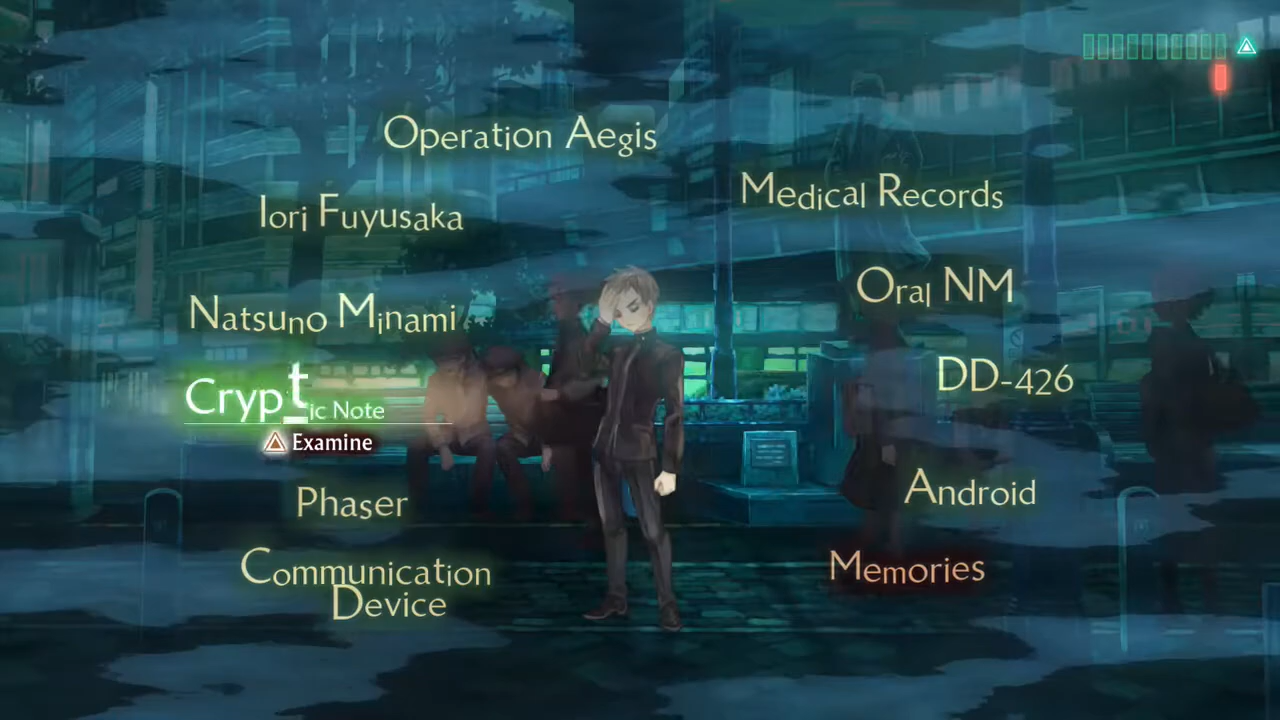 Operation Aegis
Iori Fuyusaka
Medical Records
Oral NM
Natsuno Minami
DD-426
Cryptic Note
Examine
Phaser
Android
Communication
Device
Memories